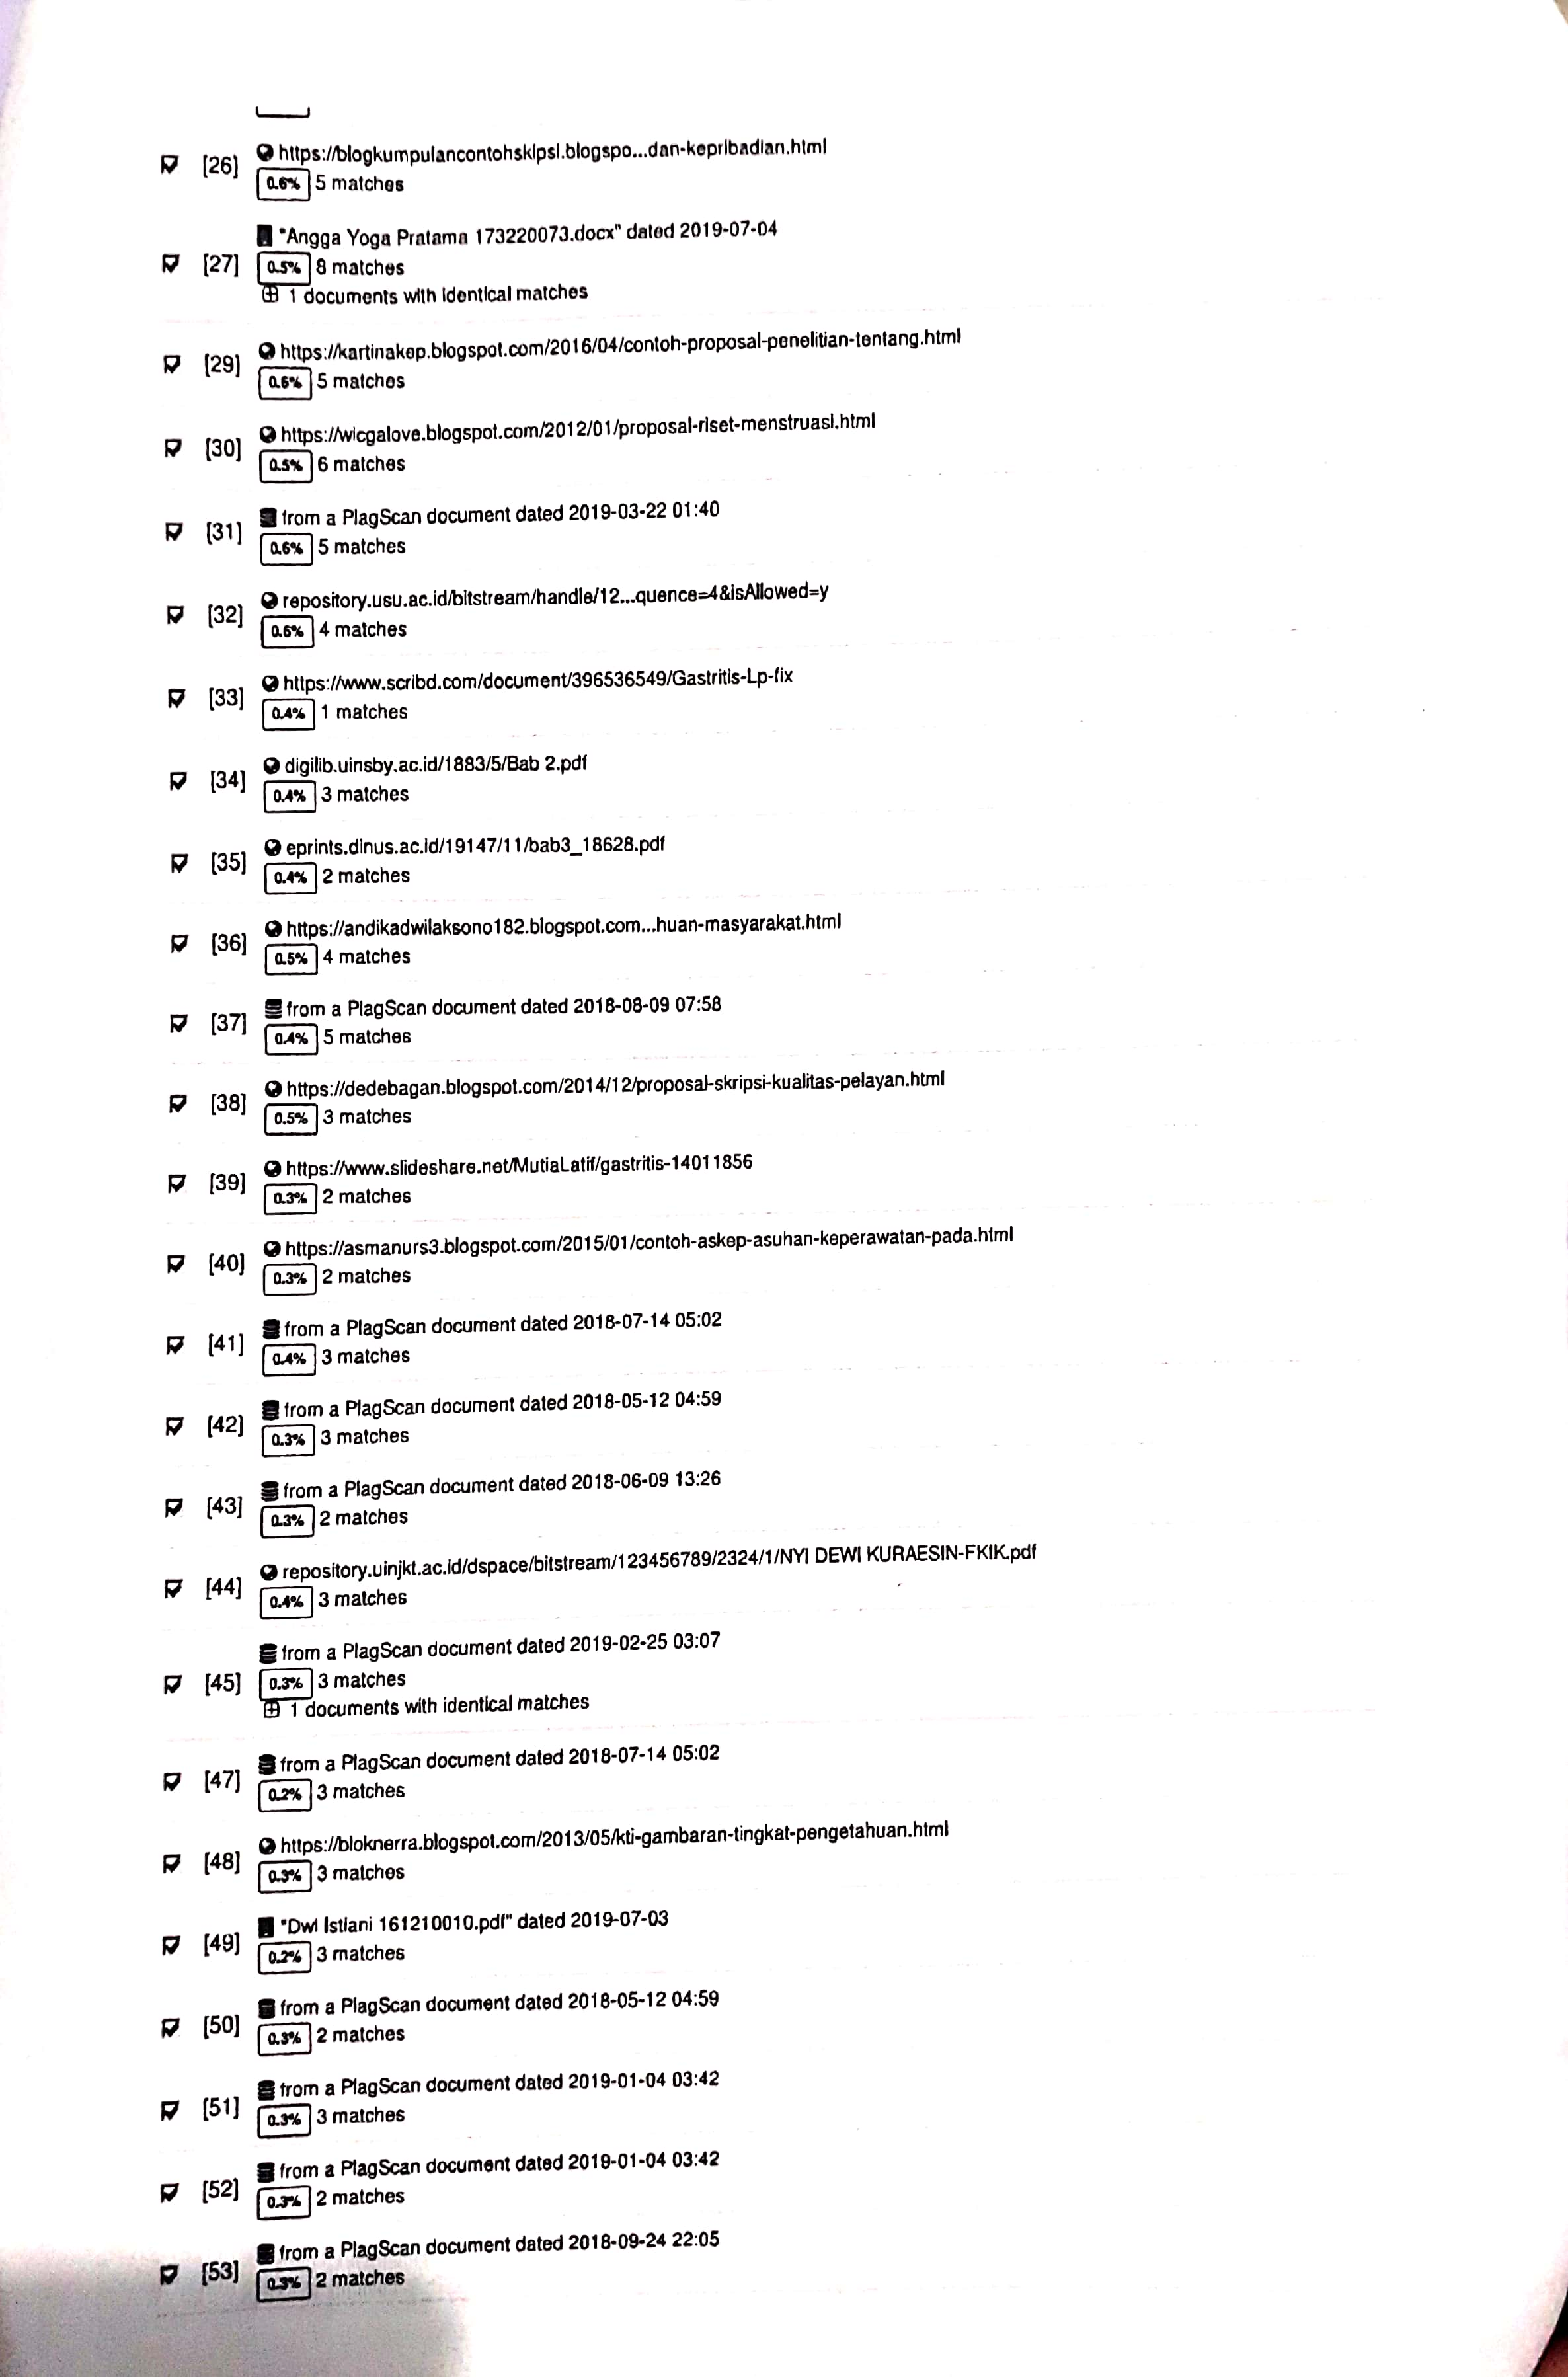 [26] https://blogkumpulancontohskipsi.blogspo...dan-kepribadian.html
0.6% 5 matches
"Angga Yoga Pratama 173220073.docx" dated 2019-07-04
[27] 0.5% 8 matches
1 documents with identical matches
[29] https://kartinakep.blogspot.com/2016/04/contoh-proposal-penelitian-tentang.html
0.6% 5 matches
[30] https://wicgalove.blogspot.com/2012/01/proposal-riset-menstruasi.html
0.5% 6 matches
[31] from a PlagScan document dated 2019-03-22 01:40
0.6% 5 matches
[32] repository.usu.ac.id/bitstream/handle/12...quence=4&isAllowed=y
0.6% 4 matches
[33] https://www.scribd.com/document/396536549/Gastritis-Lp-fix
0.4% 1 matches
[34] digilib.uinsby.ac.id/1883/5/Bab 2.pdf
0.4% 3 matches
[35] eprints.dinus.ac.id/19147/11/bab3_18628.pdf
0.4% 2 matches
[36] https://andikadwilaksono182.blogspot.com...huan-masyarakat.html
0.5% 4 matches
[37] from a PlagScan document dated 2018-08-09 07:58
0.4% 5 matches
[38] https://dedebagan.blogspot.com/2014/12/proposal-skripsi-kualitas-pelayan.html
0.5% 3 matches
[39] https://www.slideshare.net/MutiaLatif/gastritis-14011856
0.3% 2 matches
[40] https://asmanurs3.blogspot.com/2015/01/contoh-askep-asuhan-keperawatan-pada.html
0.3% 2 matches
[41] from a PlagScan document dated 2018-07-14 05:02
0.4% 3 matches
[42] from a PlagScan document dated 2018-05-12 04:59
0.3% 3 matches
[43] from a PlagScan document dated 2018-06-09 13:26
0.3% 2 matches
[44] repository.uinjkt.ac.id/dspace/bitstream/123456789/2324/1/NYI DEWI KURAESIN-FKIK.pdf
0.4% 3 matches
from a PlagScan document dated 2019-02-25 03:07
[45] 0.3% 3 matches
1 documents with identical matches
[47] from a PlagScan document dated 2018-07-14 05:02
0.2% 3 matches
[48] https://bloknerra.blogspot.com/2013/05/kti-gambaran-tingkat-pengetahuan.html
0.3% 3 matches
[49] "Dwi Istiani 161210010.pdf" dated 2019-07-03
0.2% 3 matches
[50] from a PlagScan document dated 2018-05-12 04:59
0.3% 2 matches
[51] from a PlagScan document dated 2019-01-04 03:42
0.3% 3 matches
[52] from a PlagScan document dated 2019-01-04 03:42
0.3% 2 matches
[53] from a PlagScan document dated 2018-09-24 22:05
0.3% 2 matches